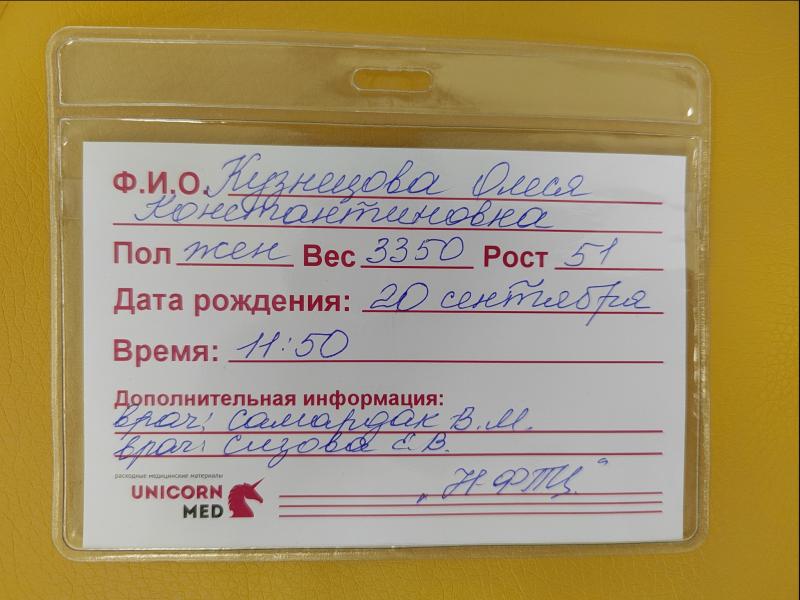 Ф.И.О. Кузнецова Олеся
Константиновна
Пол жен Вес 3350 Рост 51
Дата рождения: 20 сентября
Время: 11:50
Дополнительная информация:
врач: Самардак В.М.
врач: Сизова Е.В.
расходные медицинские материалы
UNICORN
MED
„Н-ФТЦ"